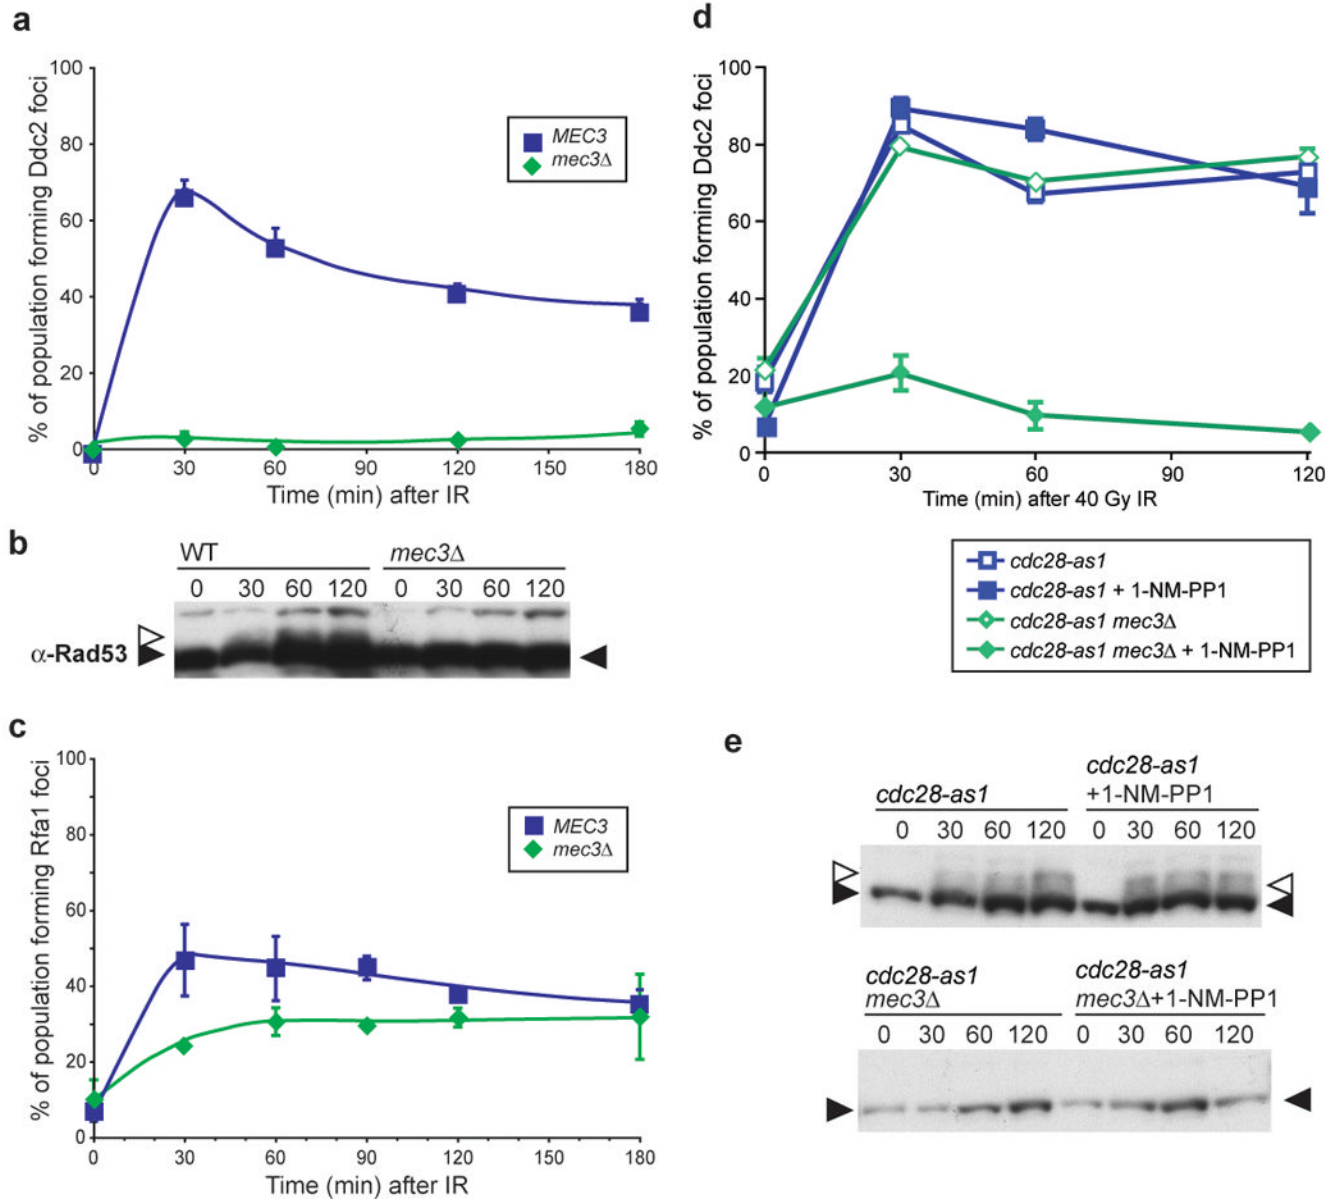 a
% of population forming Ddc2 foci
100
80
60
40
20
0
0 30 60 90 120 150 180
Time (min) after IR
MEC3
mec3Δ
b
WT mec3Δ
0 30 60 120 0 30 60 120
α-Rad53
c
% of population forming Rfa1 foci
100
80
60
40
20
0
0 30 60 90 120 150 180
Time (min) after IR
MEC3
mec3Δ
d
% of population forming Ddc2 foci
100
80
60
40
20
0
0 30 60 90 120
Time (min) after 40 Gy IR
cdc28-as1
cdc28-as1 + 1-NM-PP1
cdc28-as1 mec3Δ
cdc28-as1 mec3Δ + 1-NM-PP1
e
cdc28-as1
cdc28-as1
+1-NM-PP1
0 30 60 120 0 30 60 120
cdc28-as1
mec3Δ
cdc28-as1
mec3Δ+1-NM-PP1
0 30 60 120 0 30 60 120